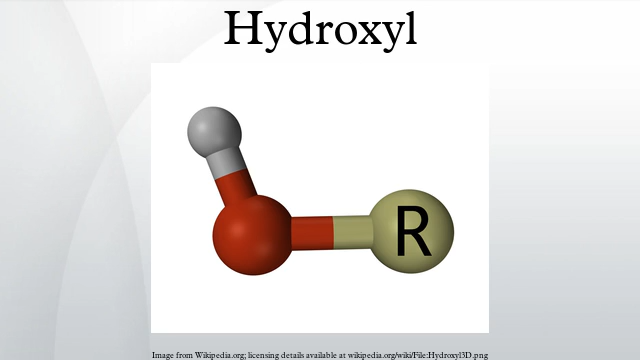 Hydroxyl
R
Image from Wikipedia.org; licensing details available at wikipedia.org/wiki/File:Hydroxyl3D.png